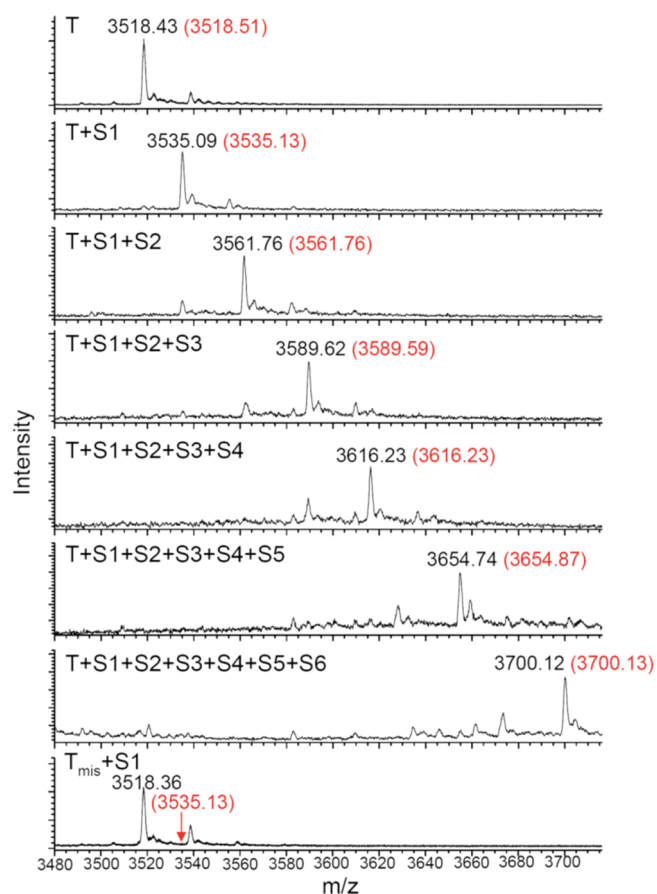 T
3518.43 (3518.51)
T+S1
3535.09 (3535.13)
T+S1+S2
3561.76 (3561.76)
T+S1+S2+S3
3589.62 (3589.59)
T+S1+S2+S3+S4
3616.23 (3616.23)
T+S1+S2+S3+S4+S5
3654.74 (3654.87)
T+S1+S2+S3+S4+S5+S6
3700.12 (3700.13)
Tmis+S1
3518.36
(3535.13)
Intensity
3480 3500 3520 3540 3560 3580 3600 3620 3640 3660 3680 3700
m/z